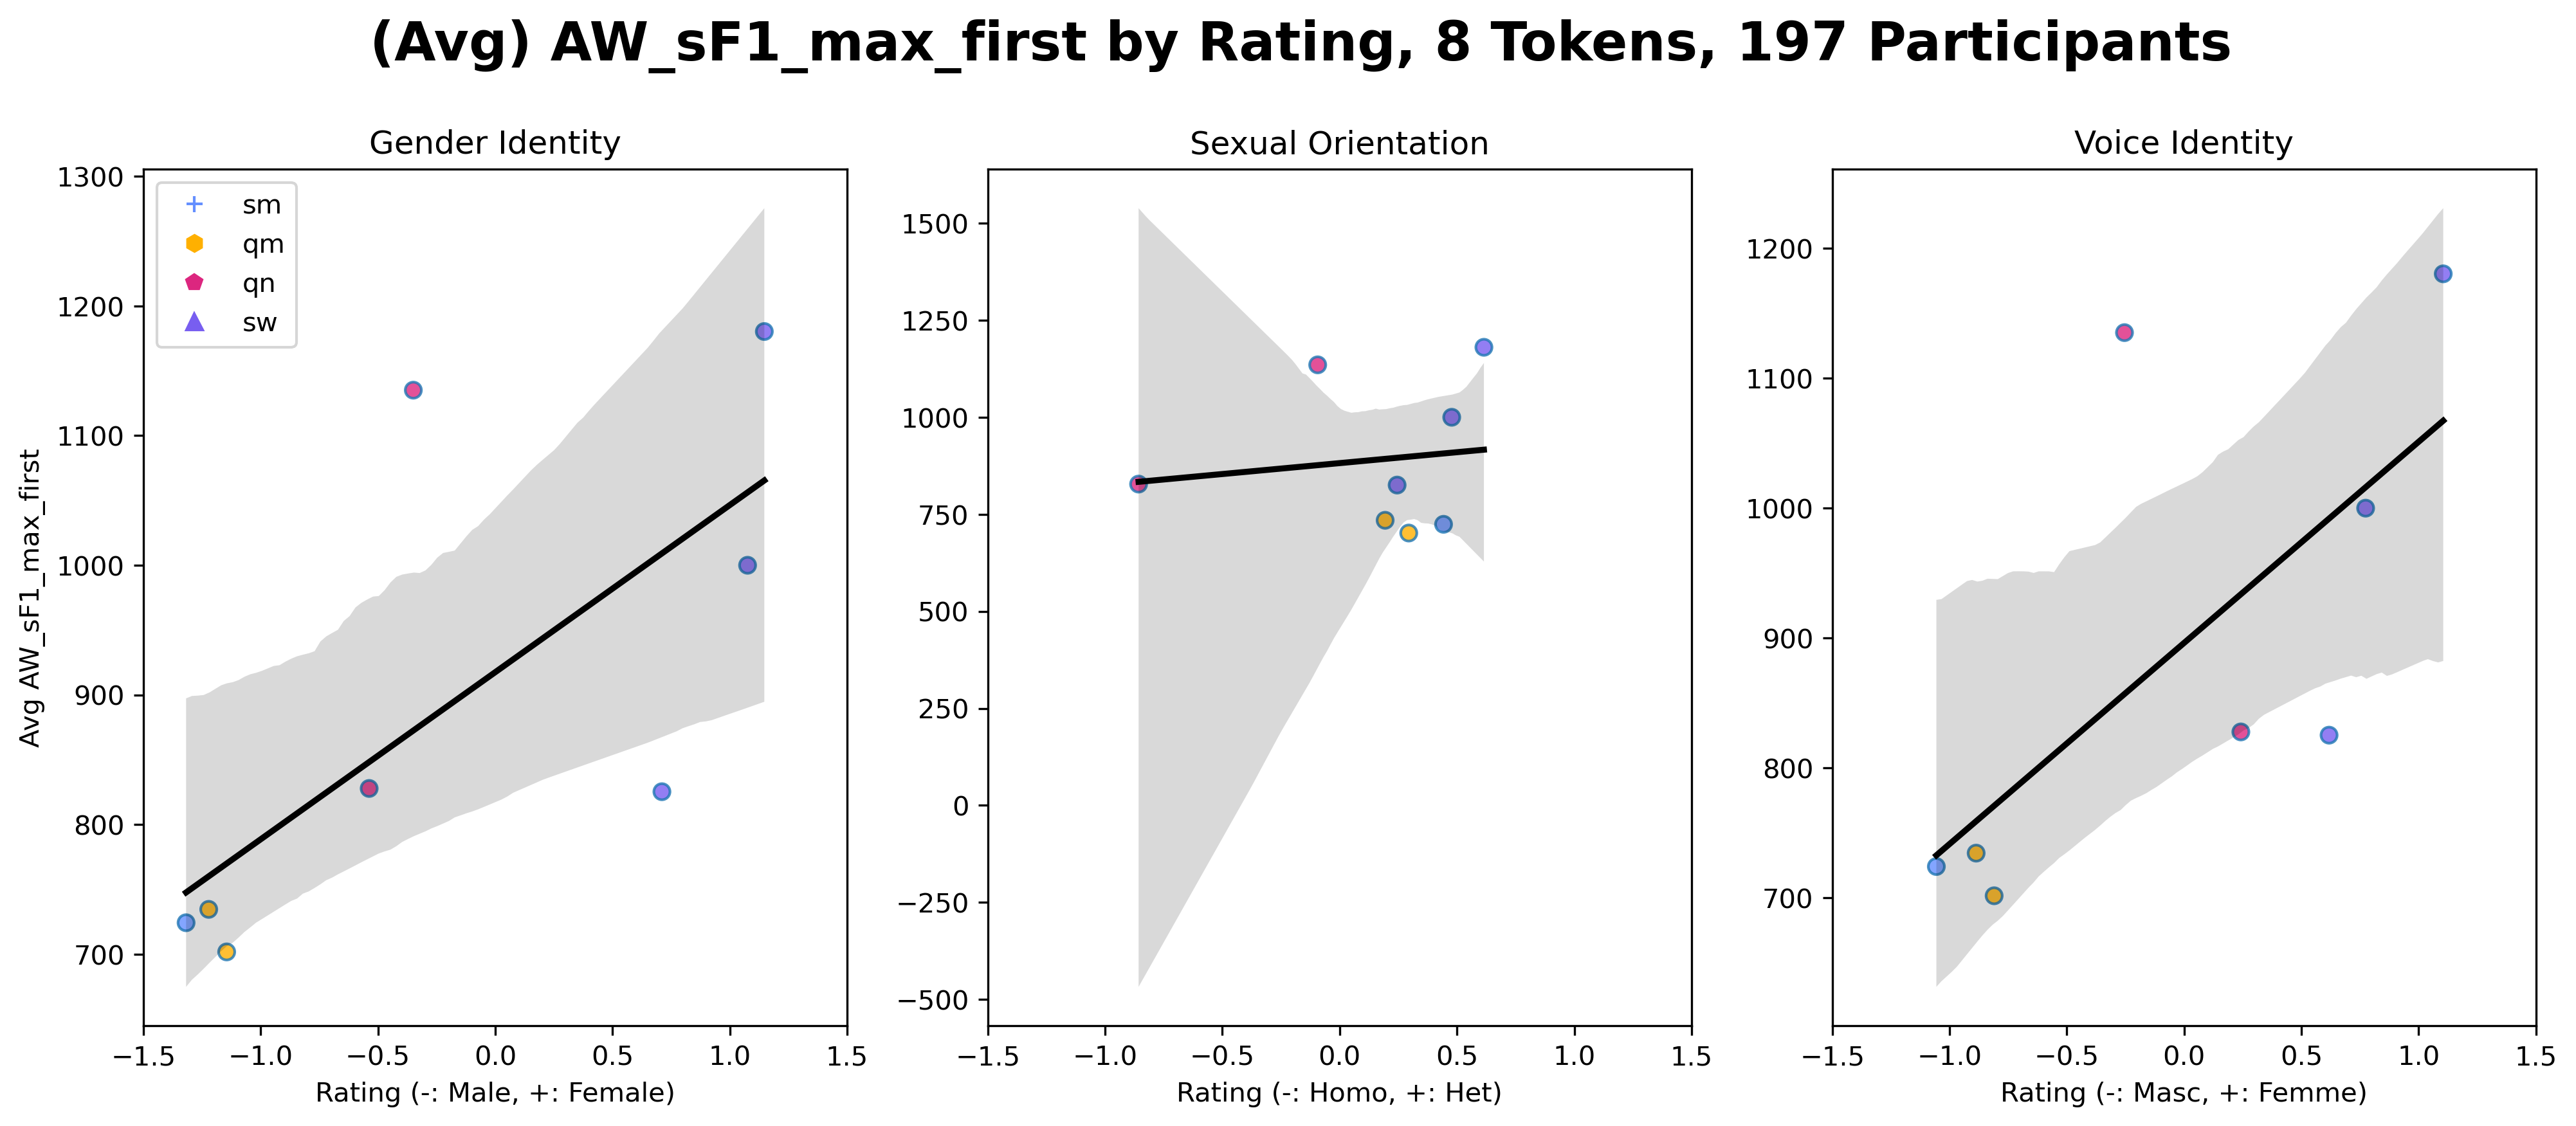 (Avg) AW_sF1_max_first by Rating, 8 Tokens, 197 Participants
Gender Identity
Sexual Orientation
Voice Identity
sm
qm
qn
sw
Avg AW_sF1_max_first
1300
1200
1100
1000
900
800
700
−1.5 −1.0 −0.5 0.0 0.5 1.0 1.5
Rating (-: Male, +: Female)
1500
1250
1000
750
500
250
0
−250
−500
−1.5 −1.0 −0.5 0.0 0.5 1.0 1.5
Rating (-: Homo, +: Het)
1200
1100
1000
900
800
700
−1.5 −1.0 −0.5 0.0 0.5 1.0 1.5
Rating (-: Masc, +: Femme)